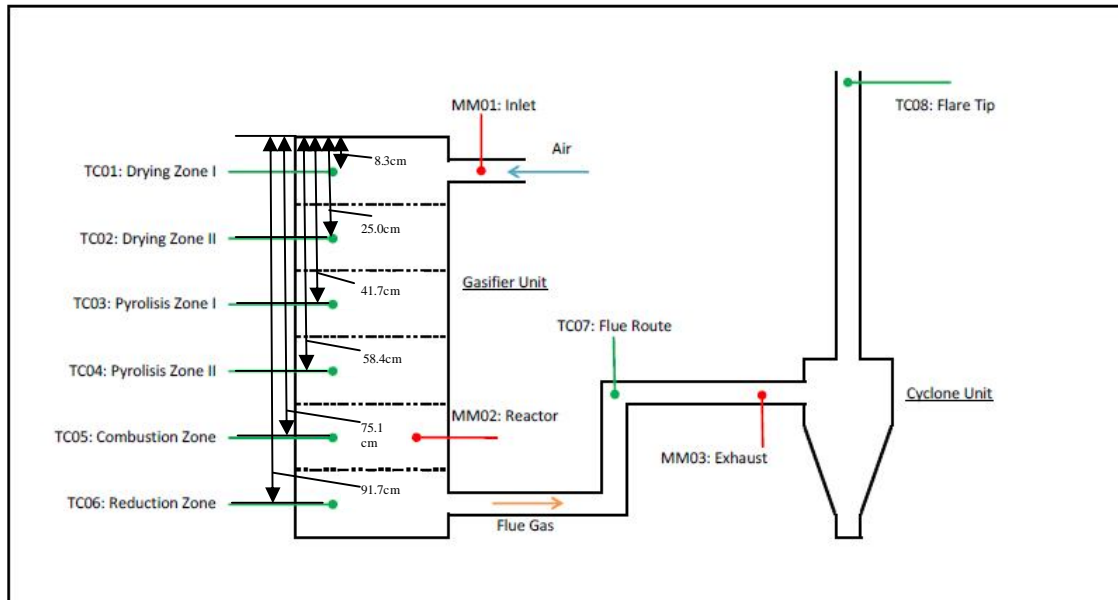 MM01: Inlet
TC08: Flare Tip
Air
8.3cm
TC01: Drying Zone I
25.0cm
TC02: Drying Zone II
Gasifier Unit
41.7cm
TC03: Pyrolisis Zone I
TC07: Flue Route
58.4cm
TC04: Pyrolisis Zone II
Cyclone Unit
MM02: Reactor
75.1
cm
TC05: Combustion Zone
MM03: Exhaust
91.7cm
TC06: Reduction Zone
Flue Gas